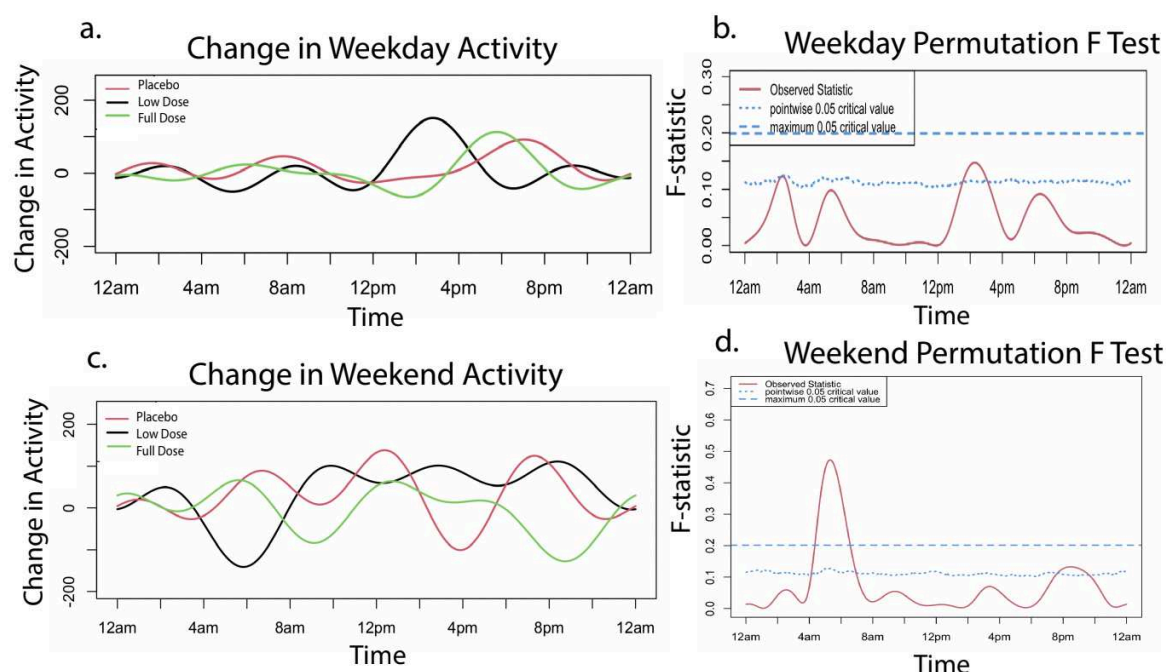 a.
Change in Weekday Activity
Change in Activity
200
0
-200
Placebo
Low Dose
Full Dose
12am 4am 8am 12pm 4pm 8pm 12am
Time
b.
Weekday Permutation F Test
F-statistic
0.30
0.20
0.10
0.00
Observed Statistic
pointwise 0.05 critical value
maximum 0.05 critical value
12am 4pm 8am 12pm 4pm 8pm 12am
Time
c.
Change in Weekend Activity
Change in Activity
200
0
-200
Placebo
Low Dose
Full Dose
12am 4am 8am 12pm 4pm 8pm 12am
Time
d.
Weekend Permutation F Test
F-statistic
0.7
0.6
0.5
0.4
0.3
0.2
0.1
0.0
Observed Statistic
pointwise 0.05 critical value
maximum 0.05 critical value
12am 4am 8am 12pm 4pm 8pm 12am
Time